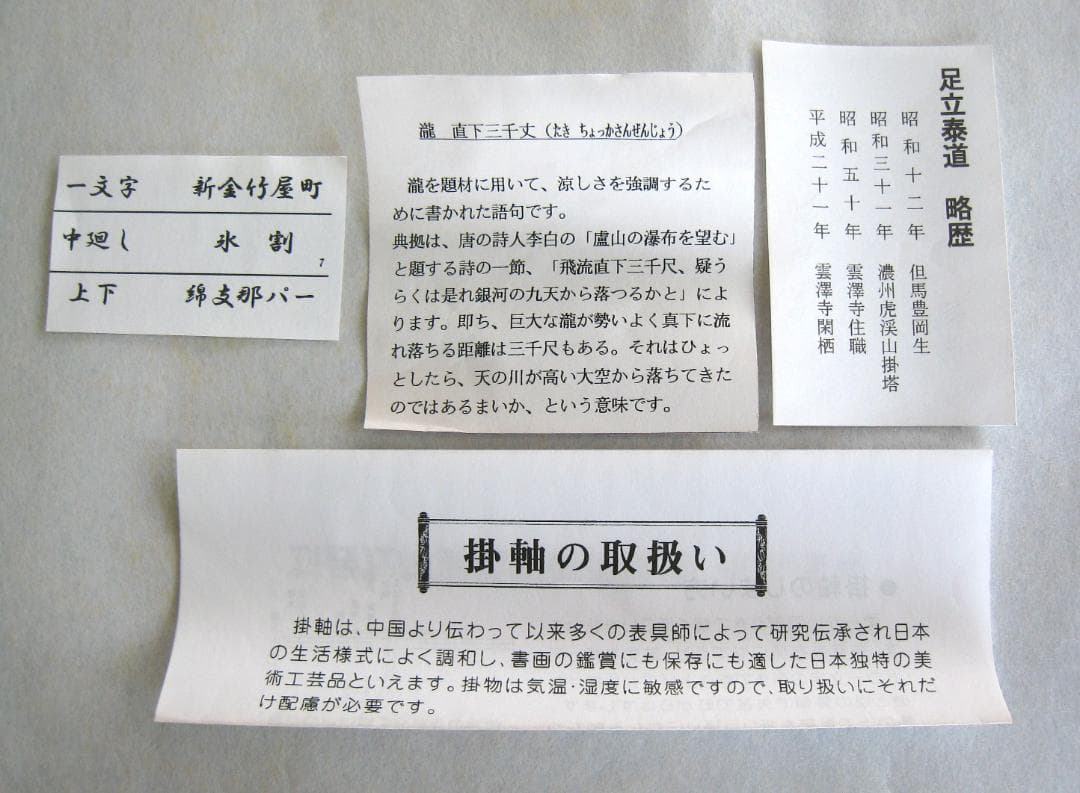 一文字　新金竹屋町
中廻し　氷割
7
上下　綿支那パー
瀧　直下三千丈（たき　ちょっかさんぜんじょう）
瀧を題材に用いて、涼しさを強調するた
めに書かれた語句です。
典拠は、唐の詩人李白の「盧山の瀑布を望む」
と題する詩の一節、「飛流直下三千尺、疑う
らくは是れ銀河の九天から落つるかと」によ
ります。即ち、巨大な瀧が勢いよく真下に流
れ落ちる距離は三千尺もある。それはひょっ
としたら、天の川が高い大空から落ちてきた
のではあるまいか、という意味です。
足立泰道　略歴
昭和十二年　但馬豊岡生
昭和三十一年　濃州虎渓山掛塔
昭和五十年　雲澤寺住職
平成二十一年　雲澤寺閑栖
掛軸の取扱い
掛軸は、中国より伝わって以来多くの表具師によって研究伝承され日本
の生活様式によく調和し、書画の鑑賞にも保存にも適した日本独特の美
術工芸品といえます。掛物は気温・湿度に敏感ですので、取り扱いにそれだ
け配慮が必要です。